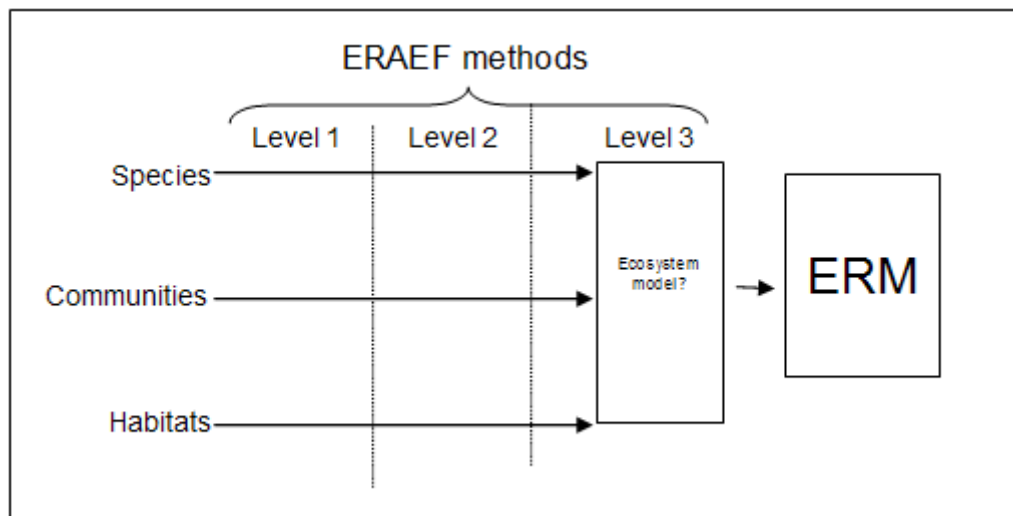 ERAEF methods
Level 1
Level 2
Level 3
Species
Communities
Habitats
Ecosystem
model?
ERM